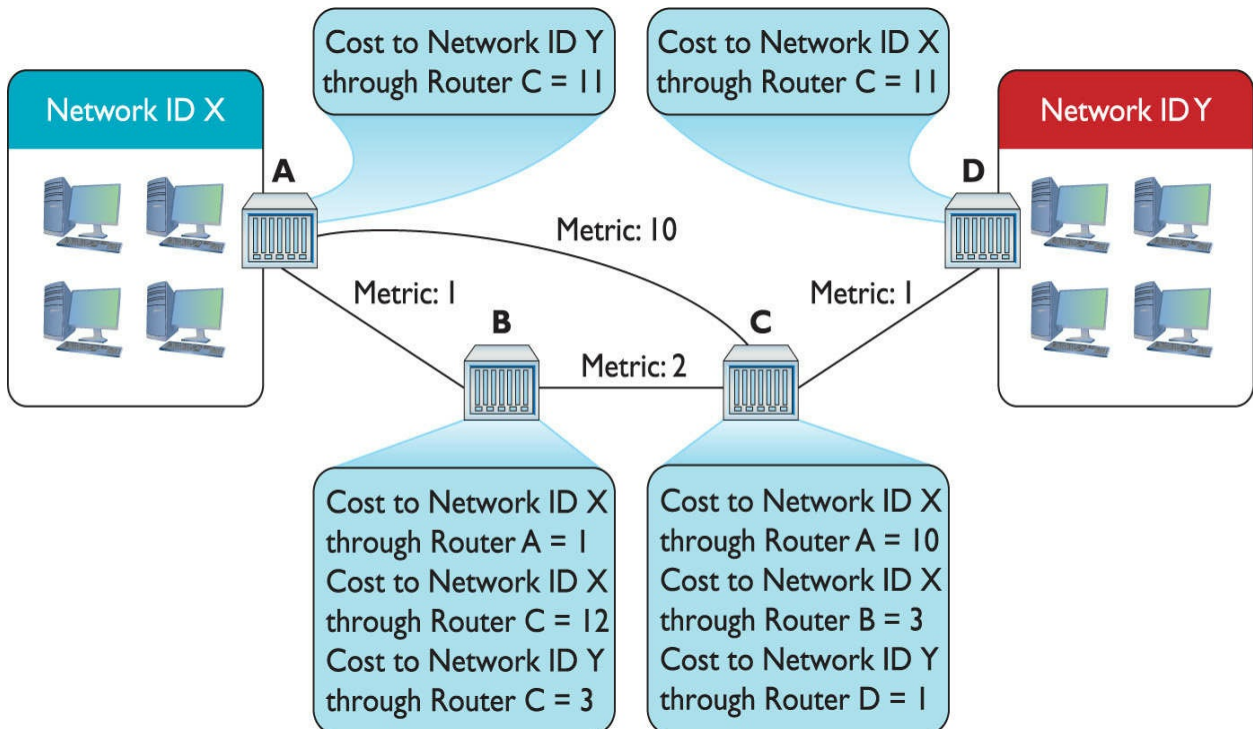 Cost to Network ID Y
through Router C = 11
Cost to Network ID X
through Router C = 11
Network ID X
Network ID Y
A
D
Metric: 10
Metric: 1
Metric: 1
B
C
Metric: 2
Cost to Network ID X
through Router A = 1
Cost to Network ID X
through Router C = 12
Cost to Network ID Y
through Router C = 3
Cost to Network ID X
through Router A = 10
Cost to Network ID X
through Router B = 3
Cost to Network ID Y
through Router D = 1